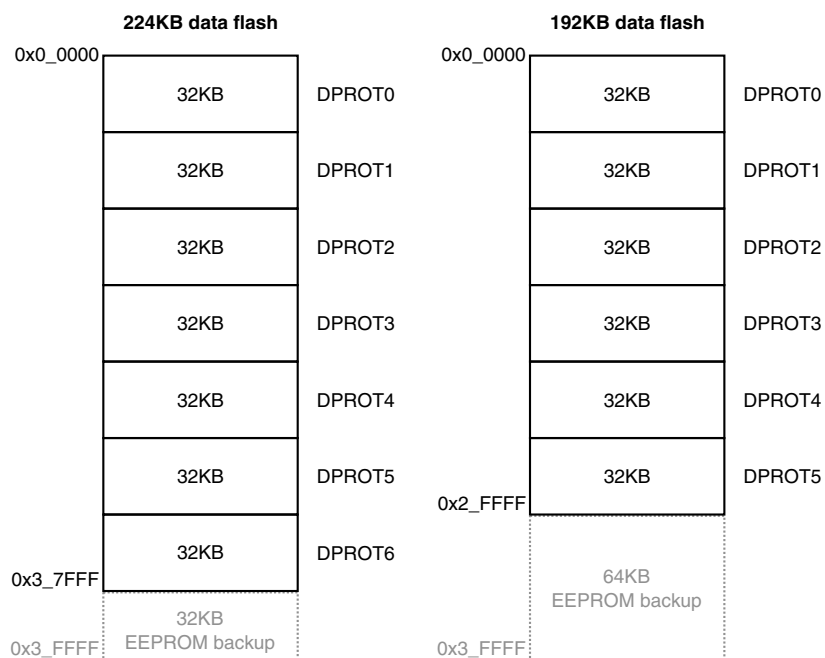 224KB data flash
0x0_0000
32KB DPROT0
32KB DPROT1
32KB DPROT2
32KB DPROT3
32KB DPROT4
32KB DPROT5
32KB DPROT6
0x3_7FFF
32KB
EEPROM backup
0x3_FFFF
192KB data flash
0x0_0000
32KB DPROT0
32KB DPROT1
32KB DPROT2
32KB DPROT3
32KB DPROT4
32KB DPROT5
0x2_FFFF
64KB
EEPROM backup
0x3_FFFF